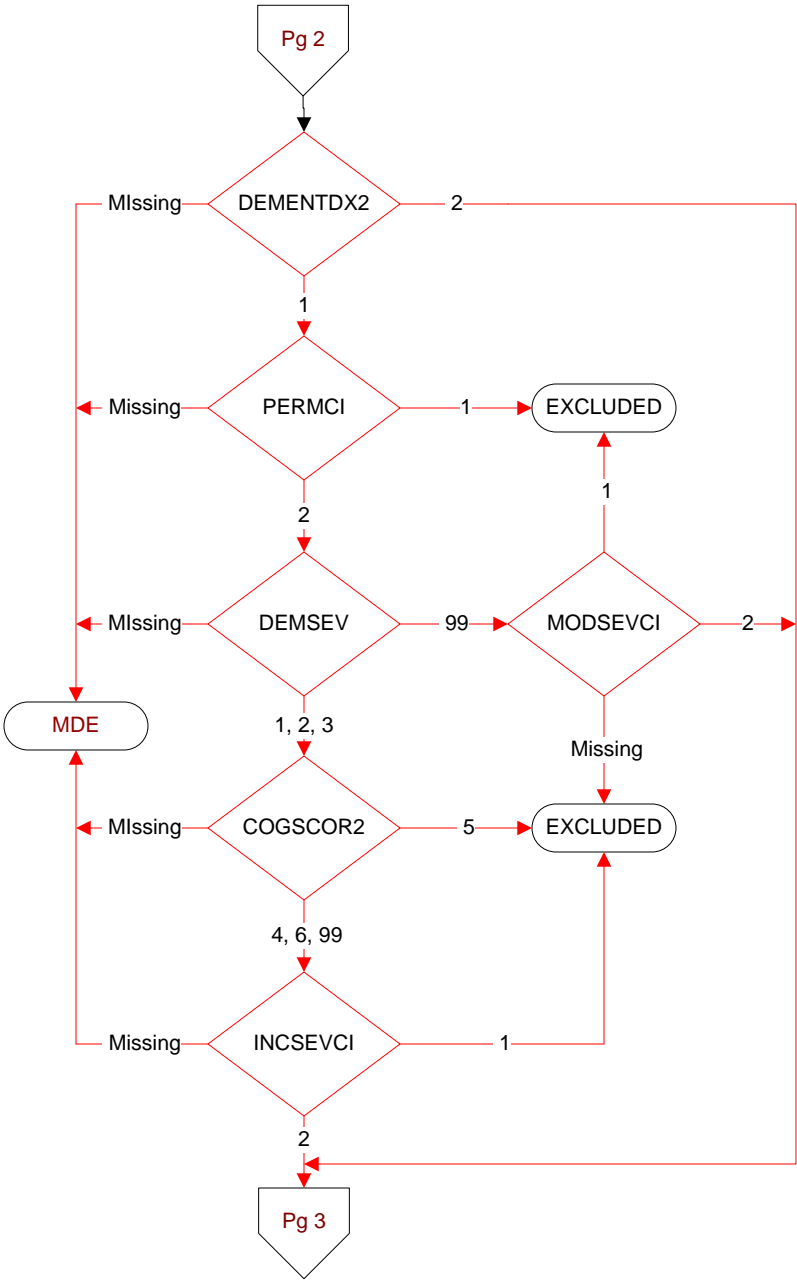 Pg 2
MIssing
DEMENTDX2
2
1
Missing
PERMCI
1
EXCLUDED
1
2
MIssing
DEMSEV
99
MODSEVCI
2
MDE
1, 2, 3
Missing
MIssing
COGSCOR2
5
EXCLUDED
4, 6, 99
Missing
INCSEVCI
1
2
Pg 3